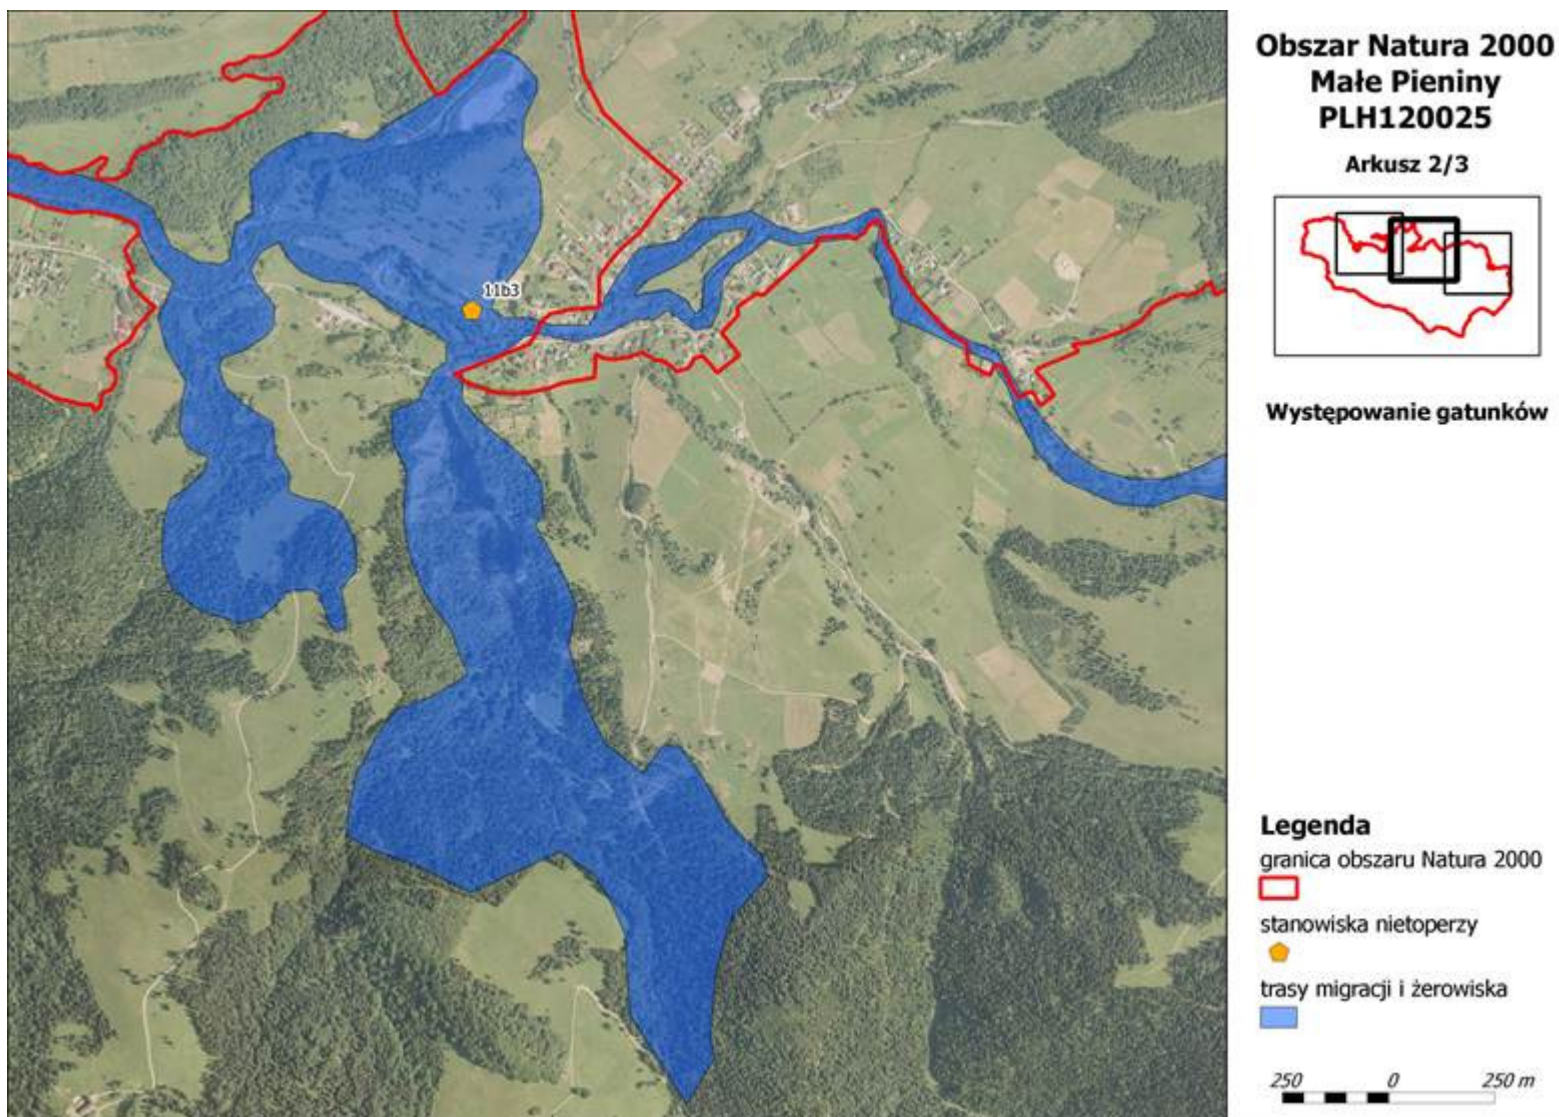 Obszar Natura 2000
Małe Pieniny
PLH120025
Arkusz 2/3
Występowanie gatunków
11b3
Legenda
granica obszaru Natura 2000
stanowiska nietoperzy
trasy migracji i żerowiska
250 0 250 m